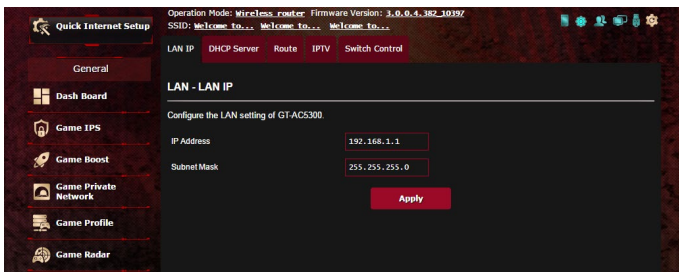 Quick Internet Setup
Operation Mode: Wireless router Firmware Version: 3.0.0.4.382_10397
SSID: Welcome to... Welcome to... Welcome to...
LAN IP DHCP Server Route IPTV Switch Control
General
Dash Board
Game IPS
Game Boost
Game Private
Network
Game Profile
Game Radar
LAN - LAN IP
Configure the LAN setting of GT-AC5300.
IP Address 192.168.1.1
Subnet Mask 255.255.255.0
Apply